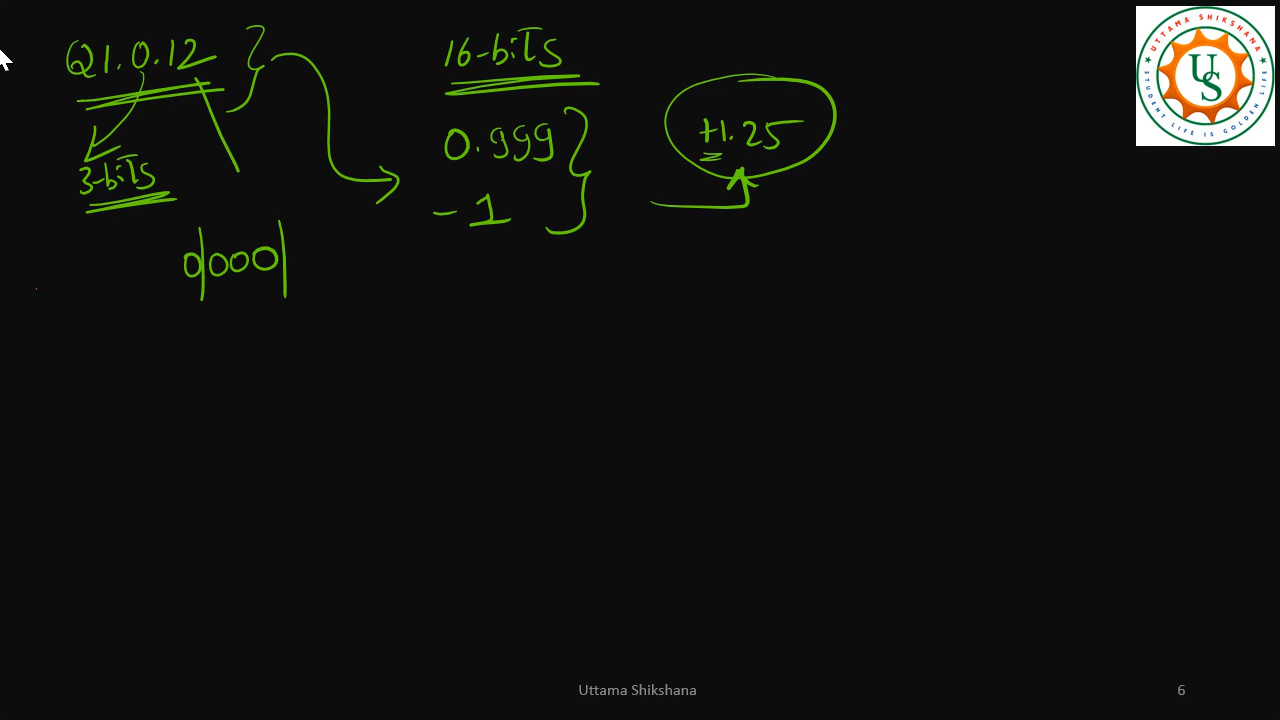 Q1.0.12
16-bits
0.999
+1.25
3-bits
-1
0000
UTTAMA SHIKSHANA
US
STUDENT LIFE IS GOLDEN LIFE
Uttama Shikshana
6